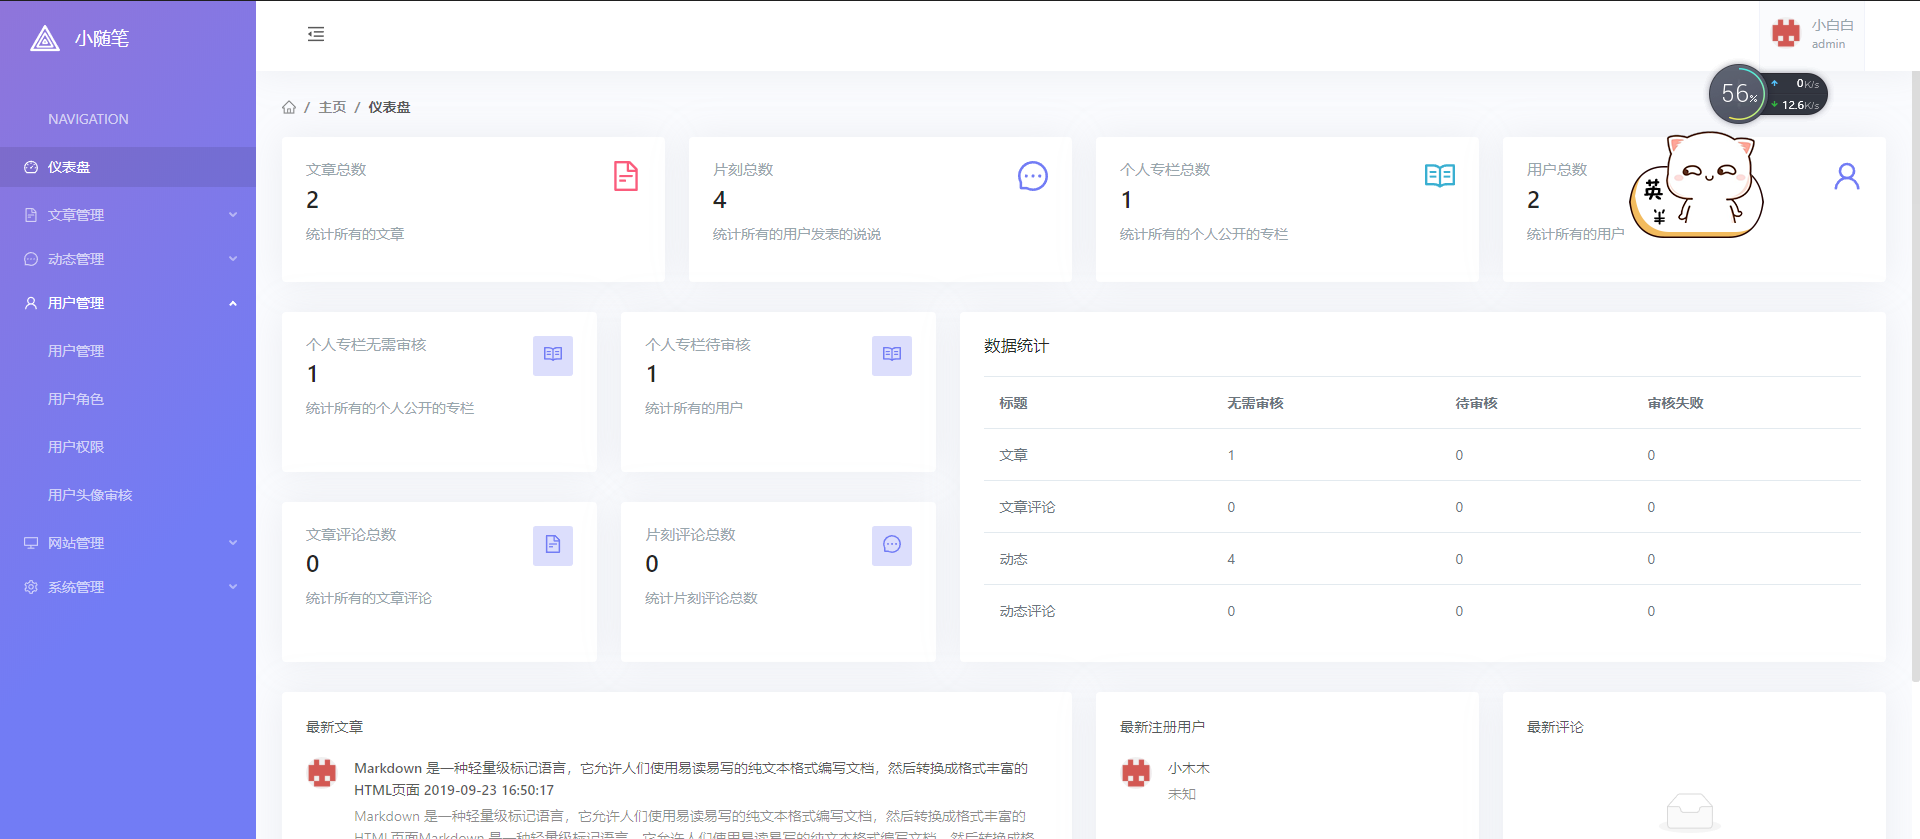 小随笔
小白白
admin
NAVIGATION
56%
0K/s
12.6K/s
/ 主页 / 仪表盘
仪表盘
文章管理
动态管理
用户管理
用户管理
用户角色
用户权限
用户头像审核
网站管理
系统管理
文章总数
2
统计所有的文章
片刻总数
4
统计所有的用户发表的说说
个人专栏总数
1
统计所有的个人公开的专栏
用户总数
2
统计所有的用户
英
个人专栏无需审核
1
统计所有的个人公开的专栏
个人专栏待审核
1
统计所有的用户
文章评论总数
0
统计所有的文章评论
片刻评论总数
0
统计片刻评论总数
数据统计
标题 无需审核 待审核 审核失败
文章 1 0 0
文章评论 0 0 0
动态 4 0 0
动态评论 0 0 0
最新文章
Markdown 是一种轻量级标记语言，它允许人们使用易读易写的纯文本格式编写文档，然后转换成格式丰富的
HTML页面 2019-09-23 16:50:17
Markdown 是一种轻量级标记语言，它允许人们使用易读易写的纯文本格式编写文档，然后转换成格式丰富的
HTML页面Markdown 是一种轻量级标记语言，它允许人们使用易读易写的纯文本格式编写文档，然后转换成格
最新注册用户
小木木
未知
最新评论